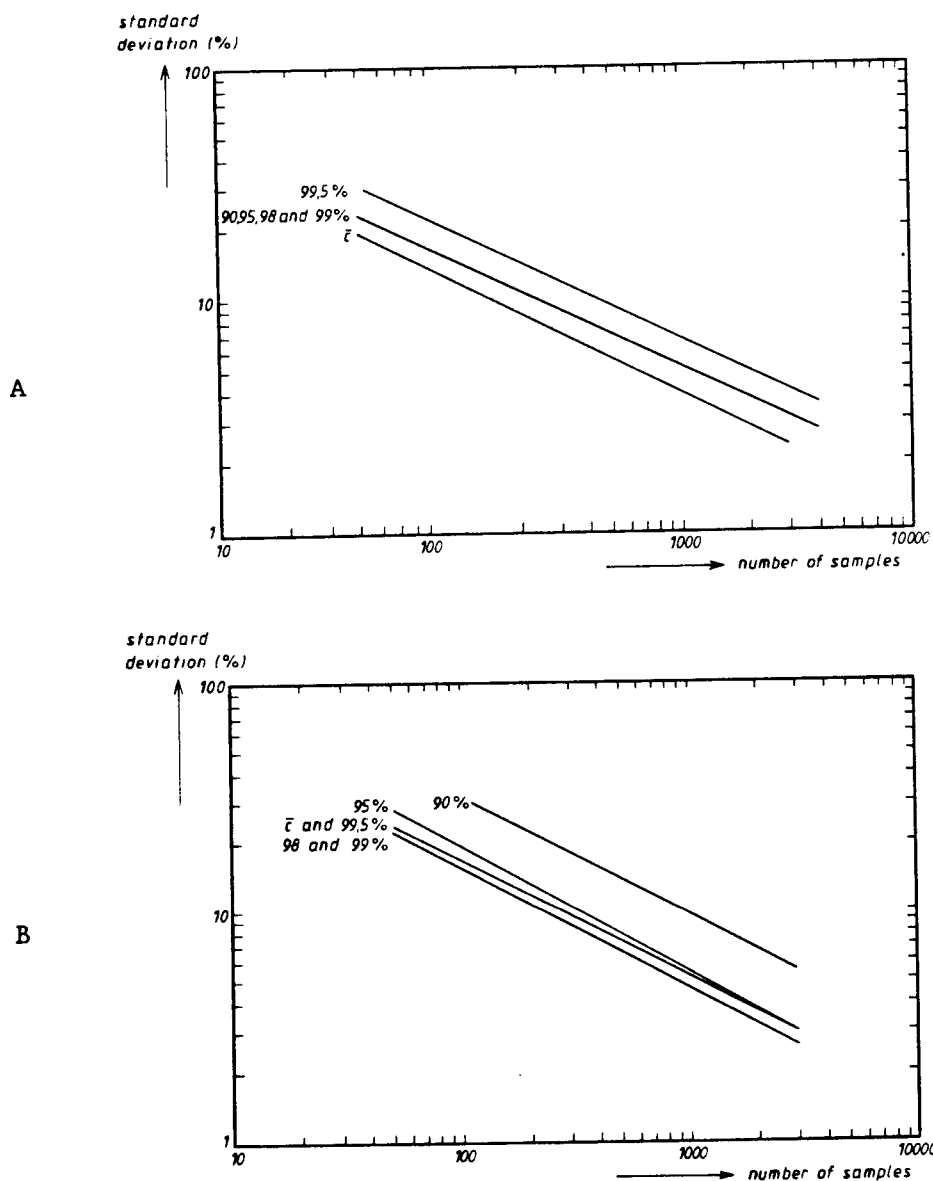 standard
deviation (%)
100
99,5%
90,95,98 and 99%
c̄
10
A
1
10
100
1000
10000
number of samples
standard
deviation (%)
100
95%
90%
c̄ and 99,5%
98 and 99%
10
B
1
10
100
1000
10000
number of samples